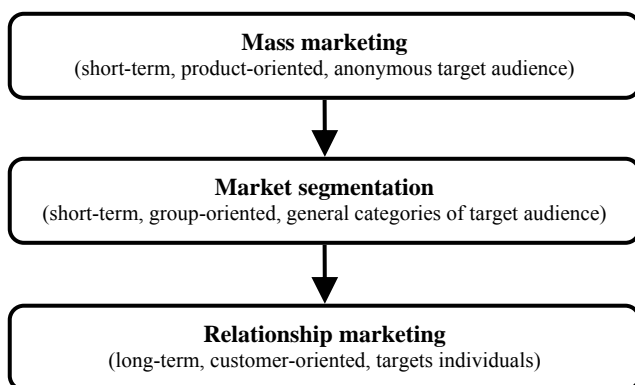 Mass marketing
(short-term, product-oriented, anonymous target audience)
Market segmentation
(short-term, group-oriented, general categories of target audience)
Relationship marketing
(long-term, customer-oriented, targets individuals)